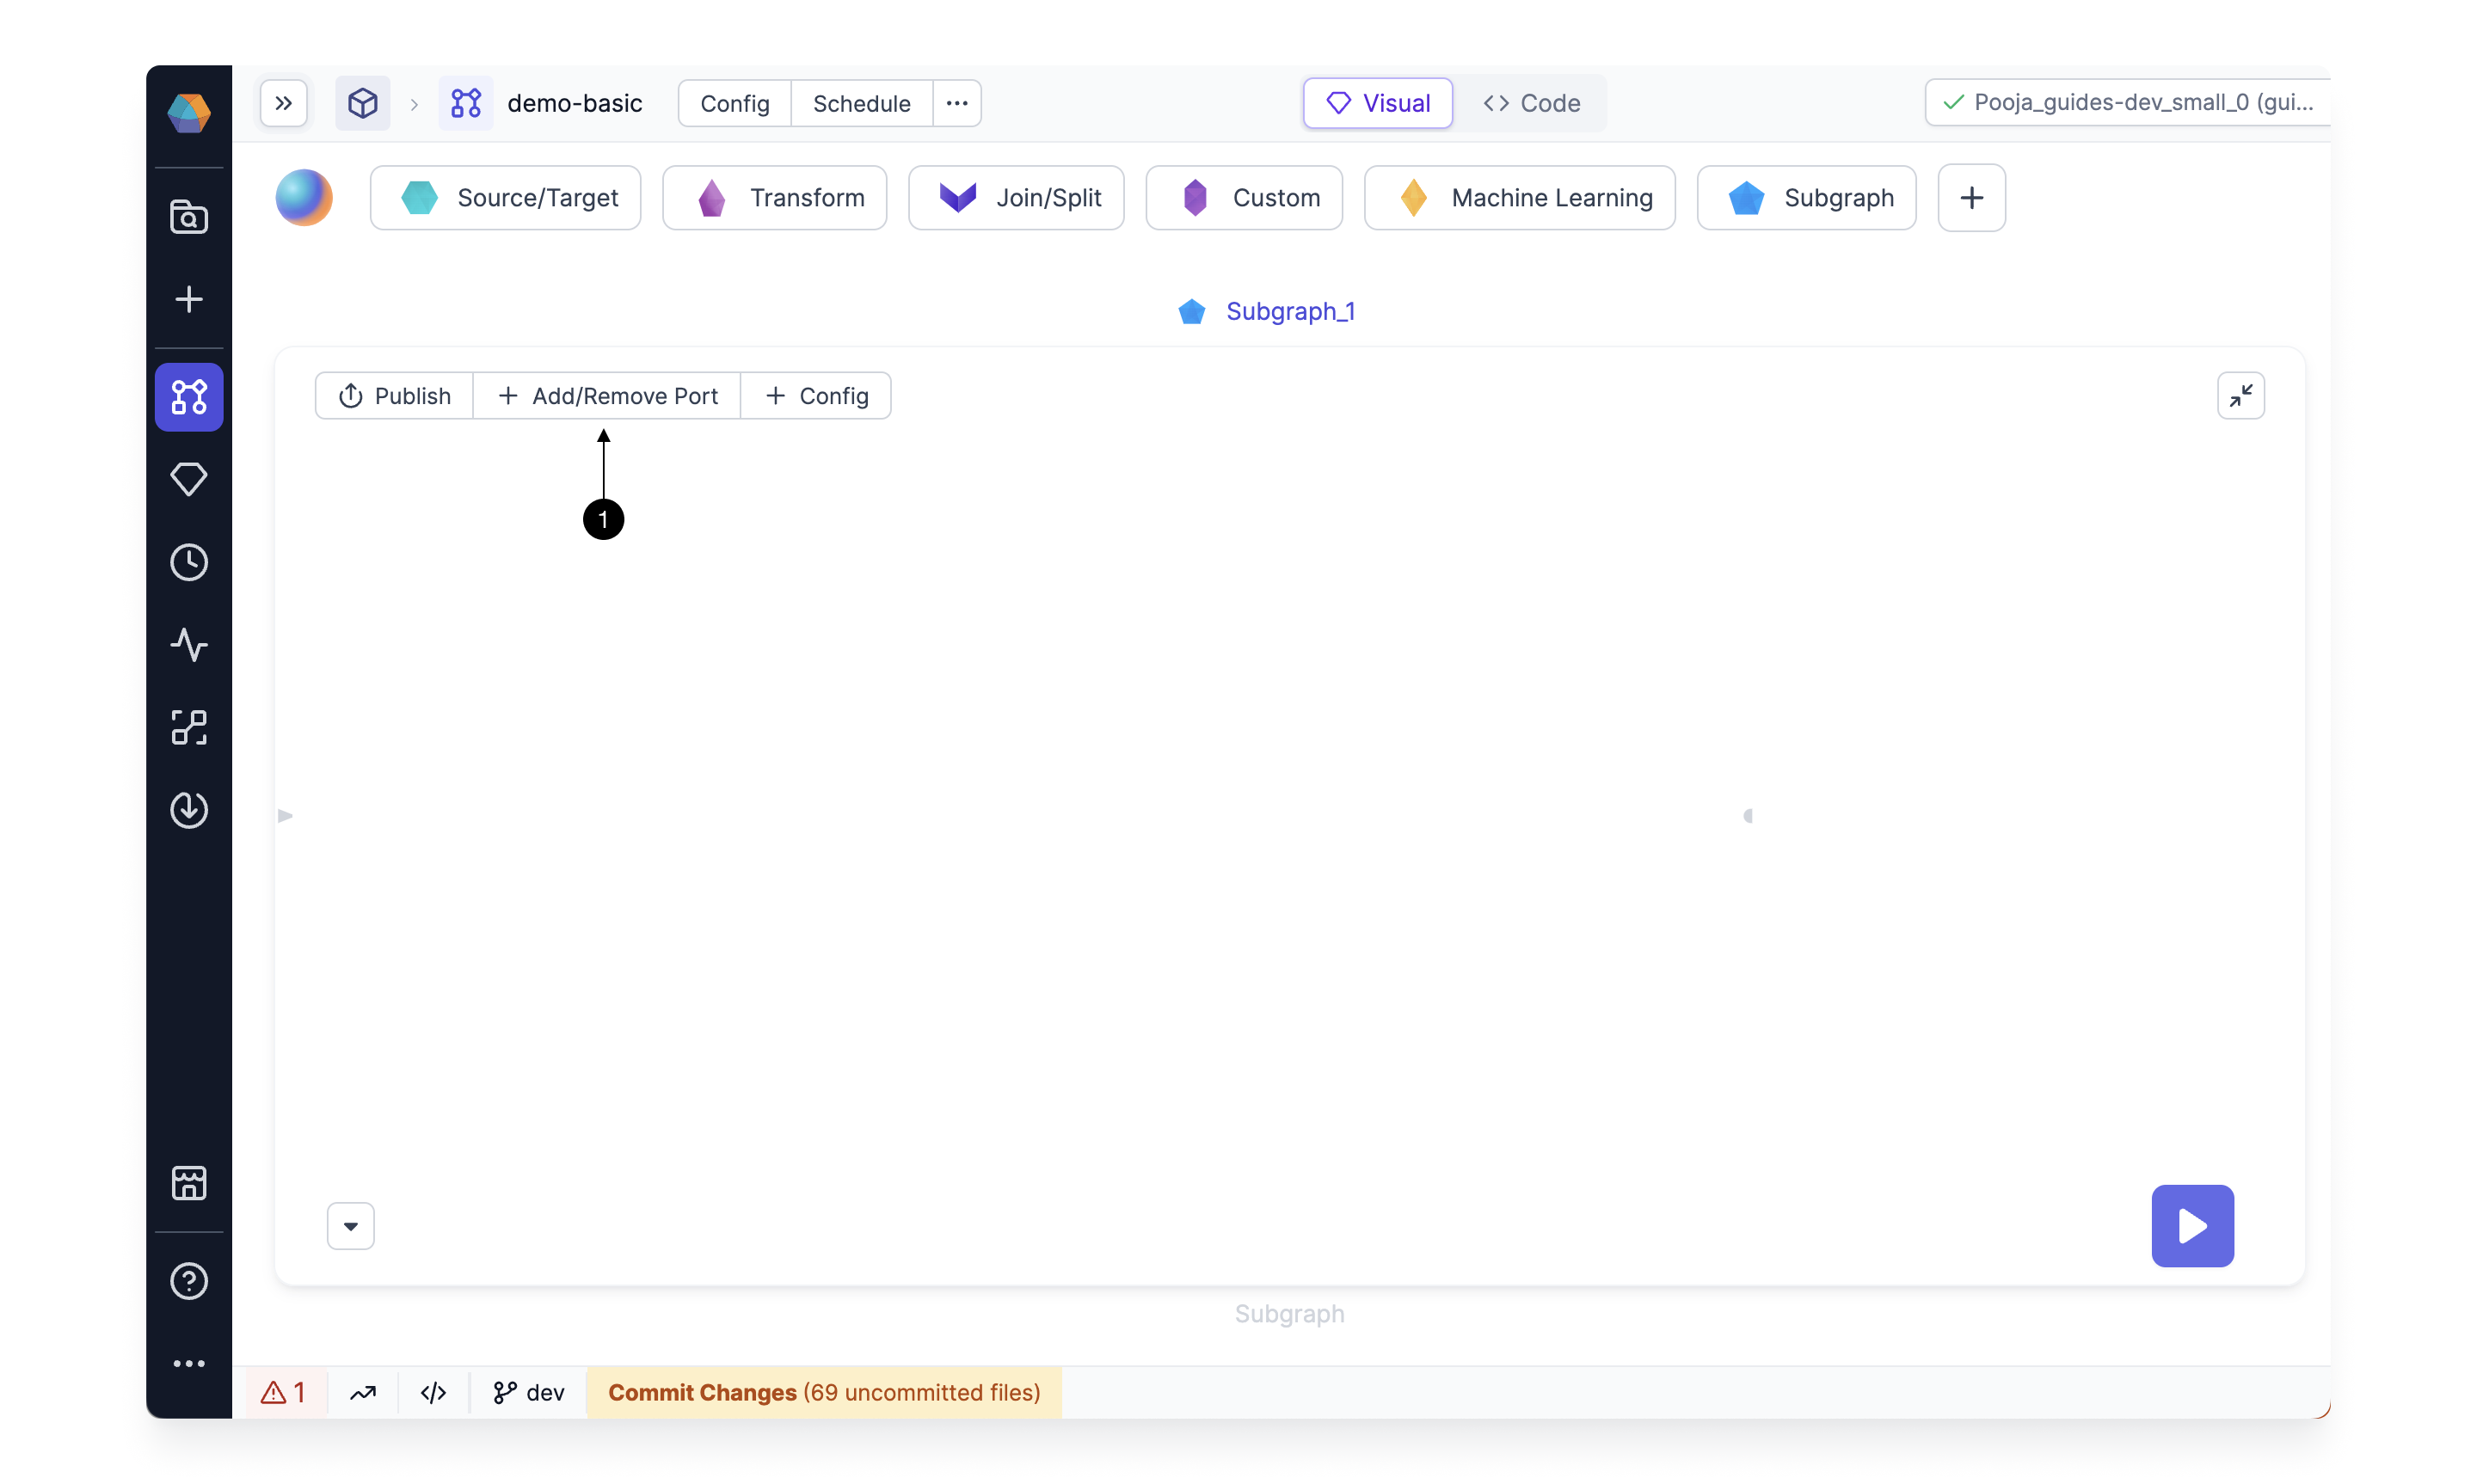 demo-basic Config Schedule Visual Code Pooja_guides-dev_small_0 (gui...
Source/Target Transform Join/Split Custom Machine Learning Subgraph
Subgraph_1
Publish Add/Remove Port Config
1
Subgraph
1 dev Commit Changes (69 uncommitted files)